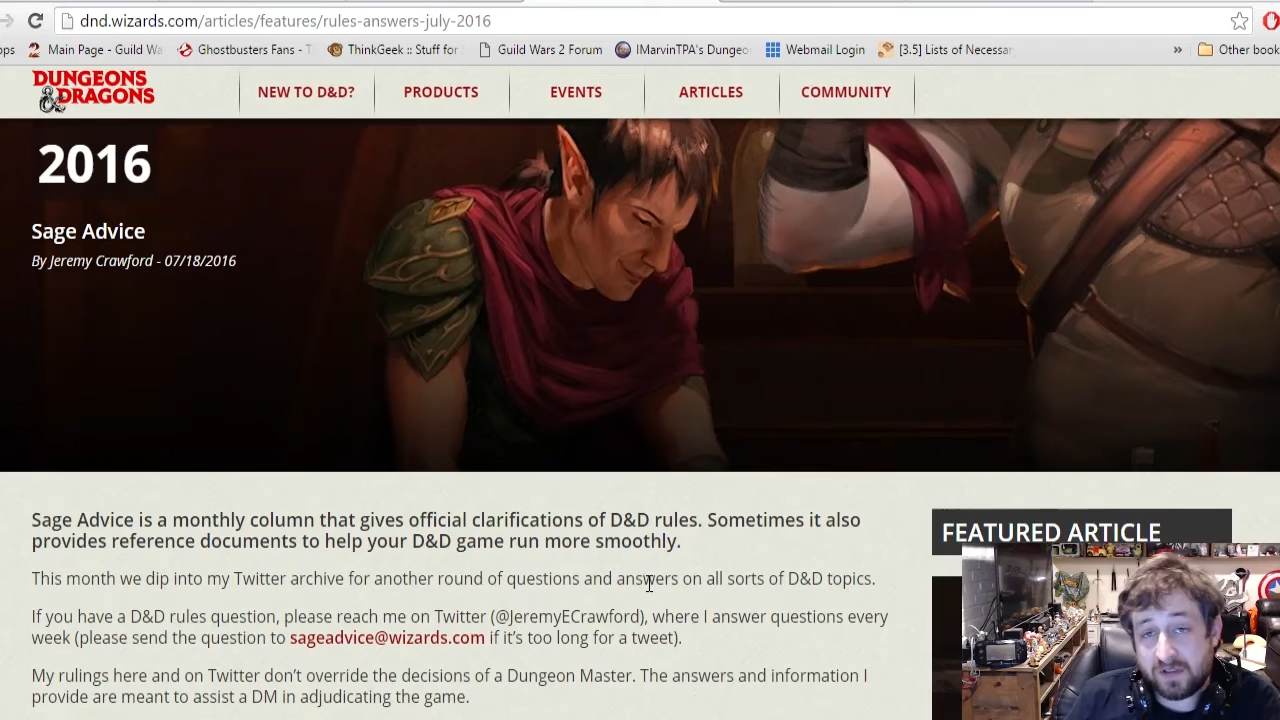 dnd.wizards.com/articles/features/rules-answers-july-2016
Main Page - Guild Wa
Ghostbusters Fans - T
ThinkGeek :: Stuff for
Guild Wars 2 Forum
IMarvinTPA's Dungeo
Webmail Login
[3.5] Lists of Necessar
»
Other book
DUNGEONS
& DRAGONS
NEW TO D&D?
PRODUCTS
EVENTS
ARTICLES
COMMUNITY
2016
Sage Advice
By Jeremy Crawford - 07/18/2016
Sage Advice is a monthly column that gives official clarifications of D&D rules. Sometimes it also
provides reference documents to help your D&D game run more smoothly.
This month we dip into my Twitter archive for another round of questions and answers on all sorts of D&D topics.
If you have a D&D rules question, please reach me on Twitter (@JeremyECrawford), where I answer questions every
week (please send the question to sageadvice@wizards.com if it's too long for a tweet).
My rulings here and on Twitter don't override the decisions of a Dungeon Master. The answers and information I
provide are meant to assist a DM in adjudicating the game.
FEATURED ARTICLE